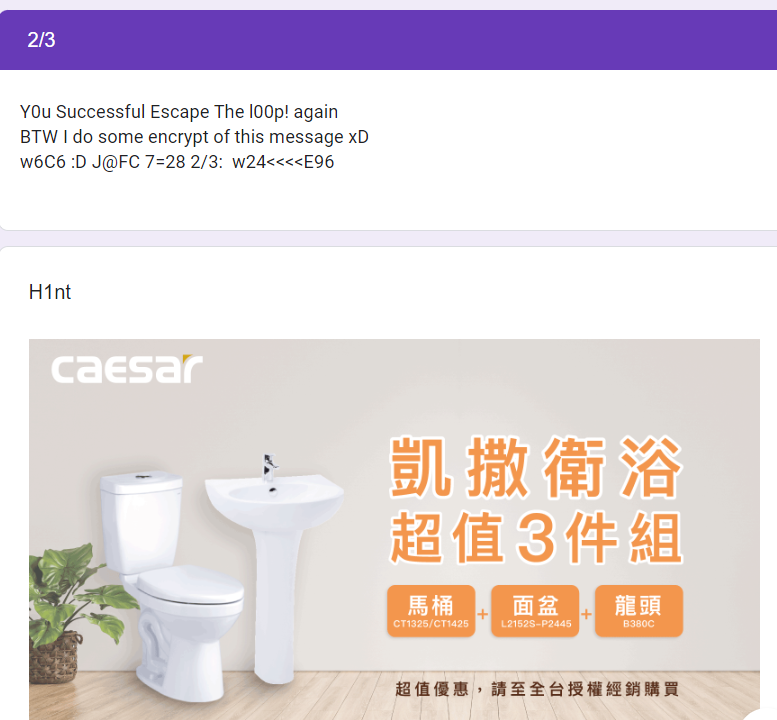 2/3
Y0u Successful Escape The l00p! again
BTW I do some encrypt of this message xD
w6C6 :D J@FC 7=28 2/3:  w24<<<<E96
H1nt
caesar
凱撒衛浴
超值3件組
馬桶 + 面盆 + 龍頭
CT1325/CT1425 L2152S-P2445 B380C
超值優惠，請至全台授權經銷購買